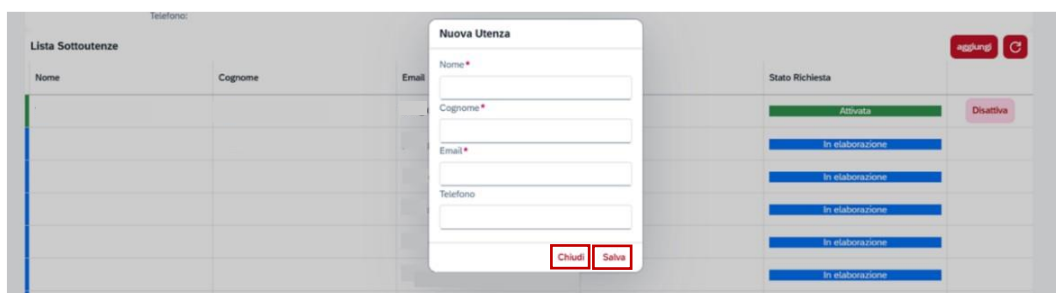 Telefono:
Lista Sottoutenze
aggiungi
Nome
Cognome
Email
Stato Richiesta
Attivata
Disattiva
In elaborazione
In elaborazione
In elaborazione
In elaborazione
In elaborazione
Nuova Utenza
Nome*
Cognome*
Email*
Telefono
Chiudi
Salva